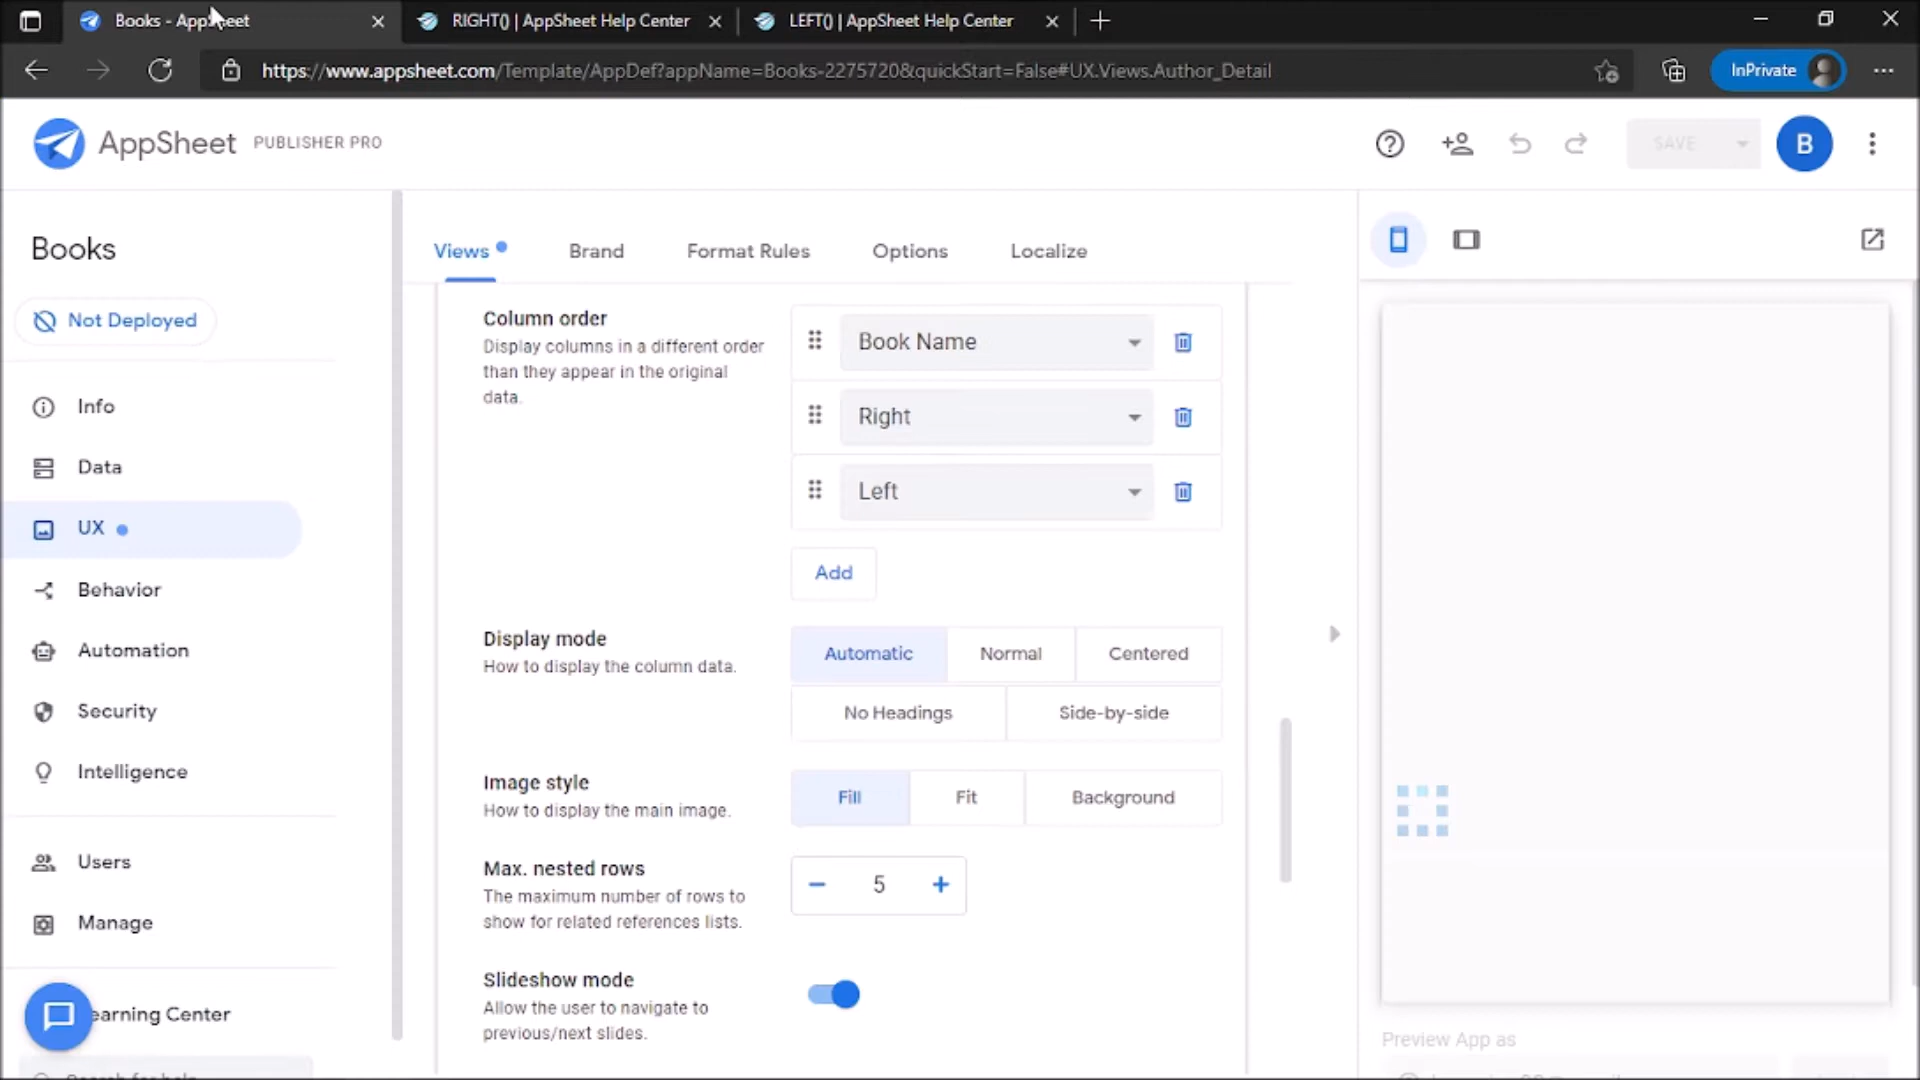 Books - AppSheet
RIGHT() | AppSheet Help Center
LEFT() | AppSheet Help Center
https://www.appsheet.com/Template/AppDef?appName=Books-2275720&quickStart=False#UX.Views.Author_Detail
InPrivate
AppSheet PUBLISHER PRO
SAVE
B
Books
Not Deployed
Info
Data
UX
Behavior
Automation
Security
Intelligence
Users
Manage
earning Center
Views
Brand
Format Rules
Options
Localize
Column order
Display columns in a different order
than they appear in the original
data.
Book Name
Right
Left
Add
Display mode
How to display the column data.
Automatic
Normal
Centered
No Headings
Side-by-side
Image style
How to display the main image.
Fill
Fit
Background
Max. nested rows
The maximum number of rows to
show for related references lists.
5
Slideshow mode
Allow the user to navigate to
previous/next slides.
Preview App as